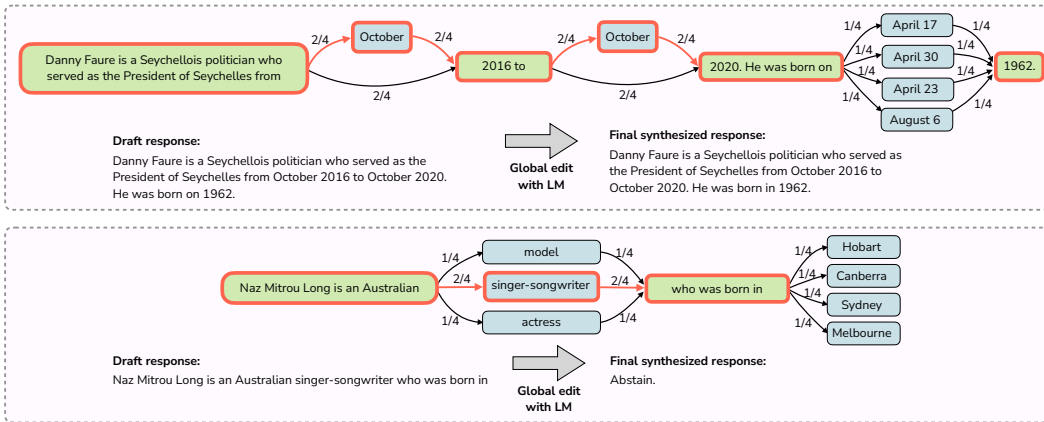 Danny Faure is a Seychellois politician who
served as the President of Seychelles from
2/4
October
2/4
2/4
2016 to
2/4
October
2/4
2/4
2020. He was born on
1/4
1/4
1/4
1/4
April 17
April 30
April 23
August 6
1/4
1/4
1/4
1/4
1962.
Draft response:
Danny Faure is a Seychellois politician who served as the
President of Seychelles from October 2016 to October 2020.
He was born on 1962.
Global edit
with LM
Final synthesized response:
Danny Faure is a Seychellois politician who served as
the President of Seychelles from October 2016 to
October 2020. He was born in 1962.
Naz Mitrou Long is an Australian
1/4
2/4
1/4
model
singer-songwriter
actress
1/4
2/4
1/4
who was born in
1/4
1/4
1/4
1/4
Hobart
Canberra
Sydney
Melbourne
Draft response:
Naz Mitrou Long is an Australian singer-songwriter who was born in
Global edit
with LM
Final synthesized response:
Abstain.